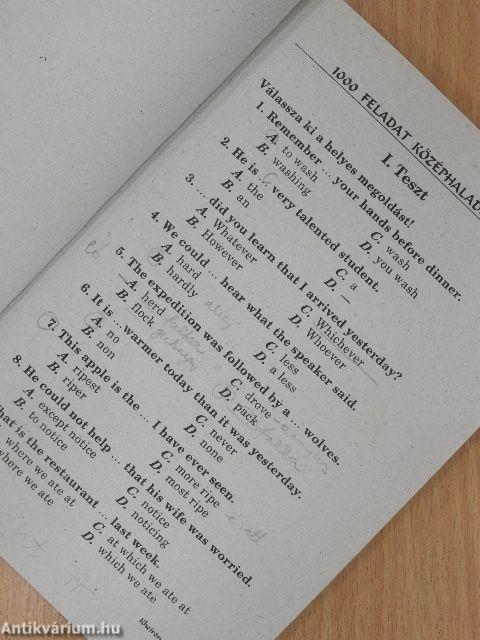 1000 FELADAT KÖZÉPHALAD
I. Teszt
Válassza ki a helyes megoldást!
1. Remember ... your hands before dinner.
A. to wash C. wash
B. washing D. you wash
2. He is ... very talented student.
A. the C. a
B. an D. –
3. ... did you learn that I arrived yesterday?
A. Whatever C. Whichever
B. However D. Whoever
4. We could ... hear what the speaker said.
A. hard C. less
B. hardly D. a less
5. The expedition was followed by a ... wolves.
A. herd C. drove
B. flock D. pack
6. It is ... warmer today than it was yesterday.
A. no C. never
B. non D. none
7. This apple is the ... I have ever seen.
A. ripest C. more ripe
B. riper D. most ripe
8. He could not help ... that his wife was worried.
A. except notice C. notice
B. to notice D. noticing
hat is the restaurant ... last week.
where we ate at C. at which we ate at
where we ate D. which we ate
Antikvárium.hu